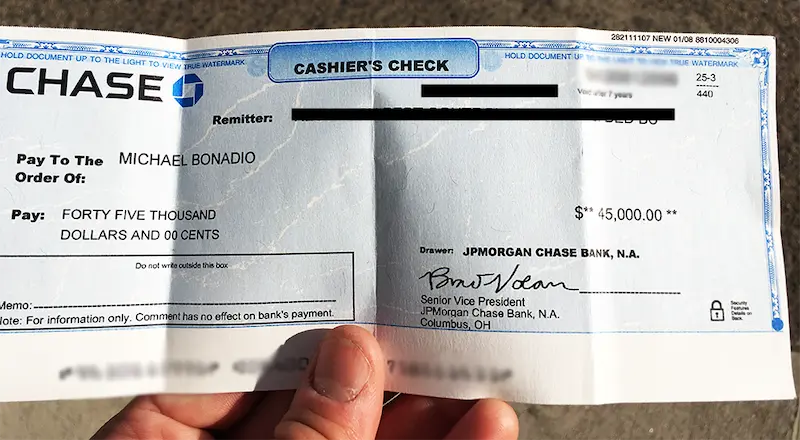 282111107 NEW 01/08 8810004306
HOLD DOCUMENT UP TO THE LIGHT TO VIEW TRUE WATERMARK
HOLD DOCUMENT UP TO THE LIGHT TO VIEW TRUE WATERMARK
CASHIER'S CHECK
CHASE
25-3
440
Void after 7 years
Remitter:
Pay To The MICHAEL BONADIO
Order Of:
Pay: FORTY FIVE THOUSAND $** 45,000.00 **
DOLLARS AND 00 CENTS
Drawer: JPMORGAN CHASE BANK, N.A.
Do not write outside this box
Senior Vice President
JPMorgan Chase Bank, N.A.
Columbus, OH
Memo:
Note: For information only. Comment has no effect on bank's payment.
Security
Features
Details on
Back.